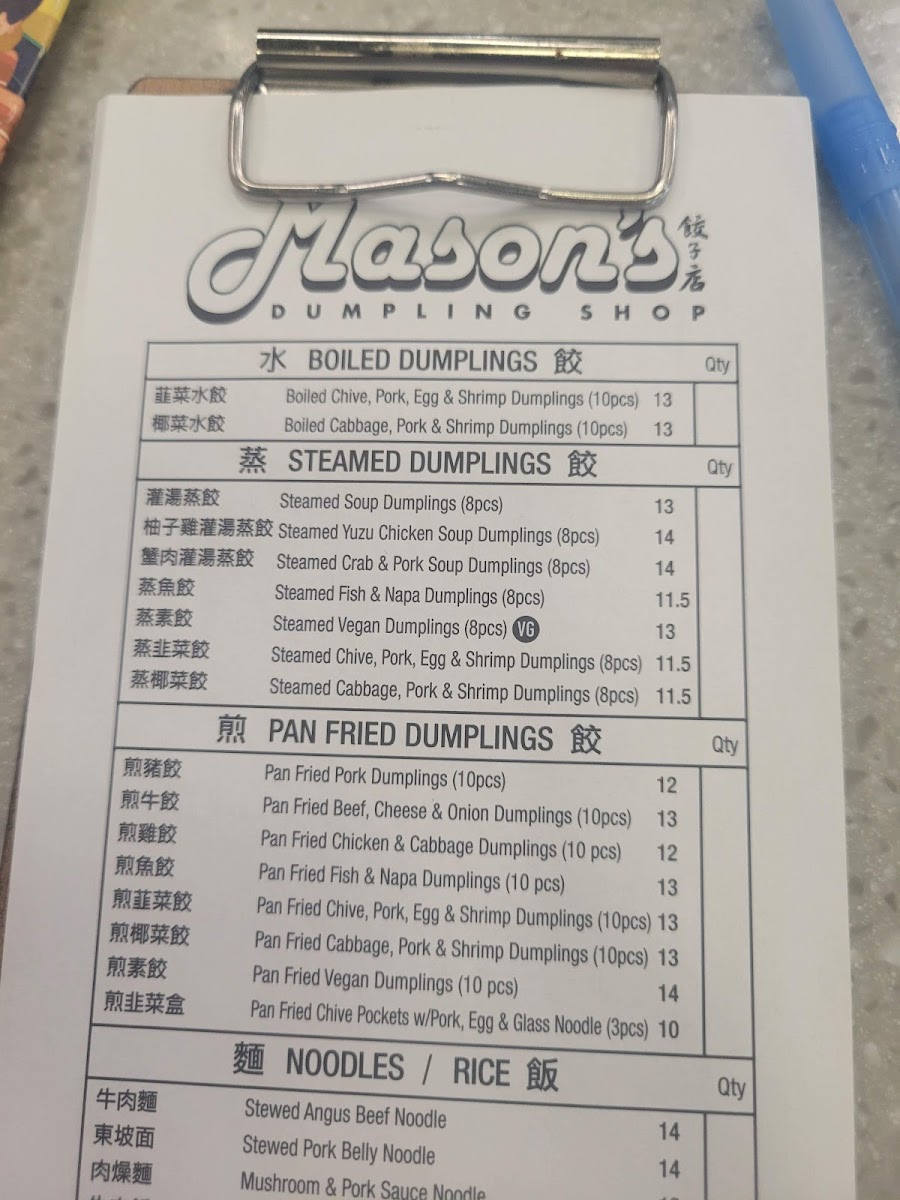 Mason's 餃子店
DUMPLING SHOP
水 BOILED DUMPLINGS 餃 Qty
韮菜水餃 Boiled Chive, Pork, Egg & Shrimp Dumplings (10pcs) 13
椰菜水餃 Boiled Cabbage, Pork & Shrimp Dumplings (10pcs) 13
蒸 STEAMED DUMPLINGS 餃 Qty
灌湯蒸餃 Steamed Soup Dumplings (8pcs) 13
柚子雞灌湯蒸餃 Steamed Yuzu Chicken Soup Dumplings (8pcs) 14
蟹肉灌湯蒸餃 Steamed Crab & Pork Soup Dumplings (8pcs) 14
蒸魚餃 Steamed Fish & Napa Dumplings (8pcs) 11.5
蒸素餃 Steamed Vegan Dumplings (8pcs) VG 13
蒸韭菜餃 Steamed Chive, Pork, Egg & Shrimp Dumplings (8pcs) 11.5
蒸椰菜餃 Steamed Cabbage, Pork & Shrimp Dumplings (8pcs) 11.5
煎 PAN FRIED DUMPLINGS 餃 Qty
煎豬餃 Pan Fried Pork Dumplings (10pcs) 12
煎牛餃 Pan Fried Beef, Cheese & Onion Dumplings (10pcs) 13
煎雞餃 Pan Fried Chicken & Cabbage Dumplings (10 pcs) 12
煎魚餃 Pan Fried Fish & Napa Dumplings (10 pcs) 13
煎韮菜餃 Pan Fried Chive, Pork, Egg & Shrimp Dumplings (10pcs) 13
煎椰菜餃 Pan Fried Cabbage, Pork & Shrimp Dumplings (10pcs) 13
煎素餃 Pan Fried Vegan Dumplings (10 pcs) 14
煎韭菜盒 Pan Fried Chive Pockets w/Pork, Egg & Glass Noodle (3pcs) 10
麵 NOODLES / RICE 飯 Qty
牛肉麵 Stewed Angus Beef Noodle 14
東坡面 Stewed Pork Belly Noodle 14
肉燥麵 Mushroom & Pork Sauce Noodle